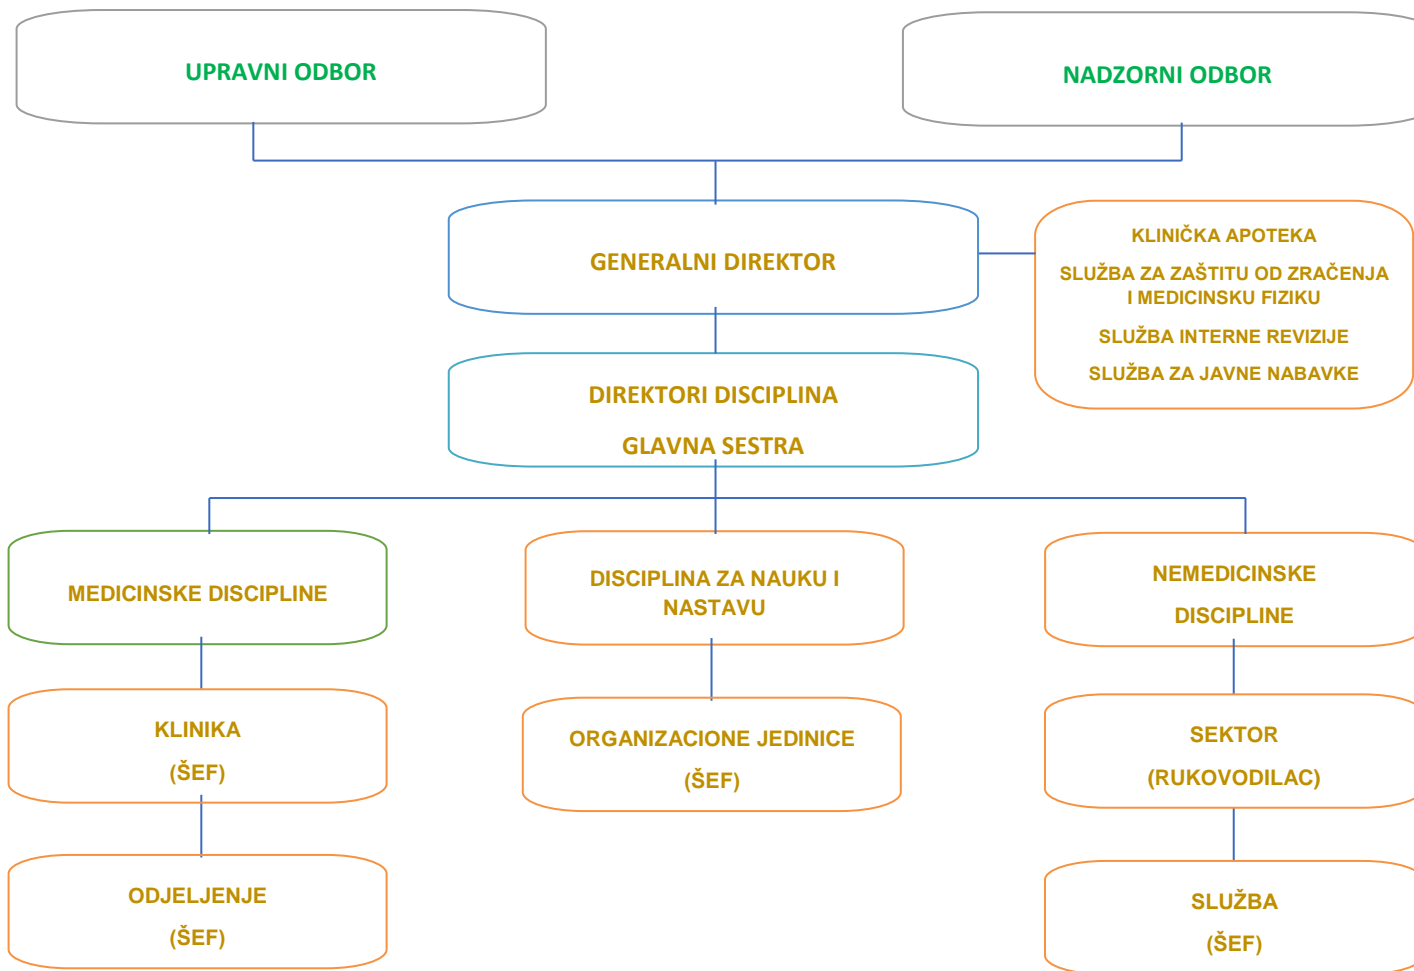 UPRAVNI ODBOR
NADZORNI ODBOR
GENERALNI DIREKTOR
KLINIČKA APOTEKA
SLUŽBA ZA ZAŠTITU OD ZRAČENJA
I MEDICINSKU FIZIKU
SLUŽBA INTERNE REVIZIJE
SLUŽBA ZA JAVNE NABAVKE
DIREKTORI DISCIPLINA
GLAVNA SESTRA
MEDICINSKE DISCIPLINE
DISCIPLINA ZA NAUKU I
NASTAVU
NEMEDICINSKE
DISCIPLINE
KLINIKA
(ŠEF)
ORGANIZACIONE JEDINICE
(ŠEF)
SEKTOR
(RUKOVODILAC)
ODJELJENJE
(ŠEF)
SLUŽBA
(ŠEF)